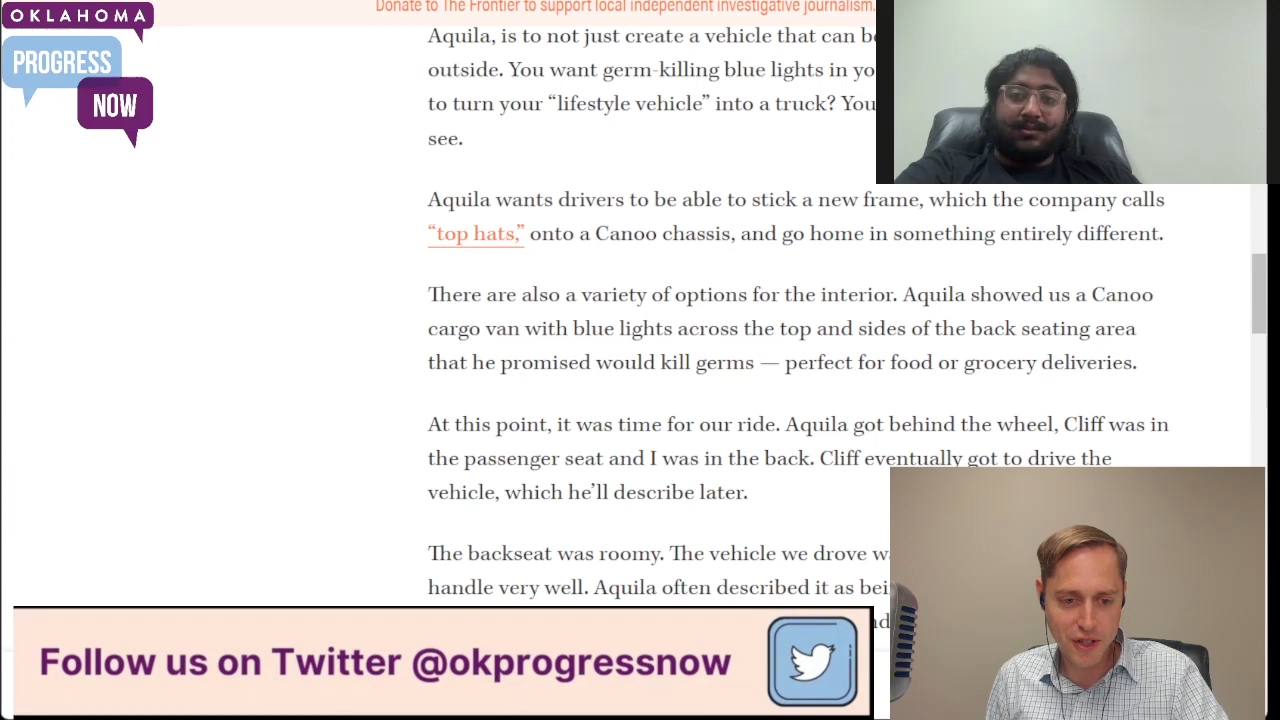 OKLAHOMA
PROGRESS
NOW
Donate to The Frontier to support local independent investigative journalism.
Aquila, is to not just create a vehicle that can be
outside. You want germ-killing blue lights in yo
to turn your “lifestyle vehicle” into a truck? You
see.
Aquila wants drivers to be able to stick a new frame, which the company calls
“top hats,” onto a Canoo chassis, and go home in something entirely different.
There are also a variety of options for the interior. Aquila showed us a Canoo
cargo van with blue lights across the top and sides of the back seating area
that he promised would kill germs — perfect for food or grocery deliveries.
At this point, it was time for our ride. Aquila got behind the wheel, Cliff was in
the passenger seat and I was in the back. Cliff eventually got to drive the
vehicle, which he’ll describe later.
The backseat was roomy. The vehicle we drove w
handle very well. Aquila often described it as bei
Follow us on Twitter @okprogressnow